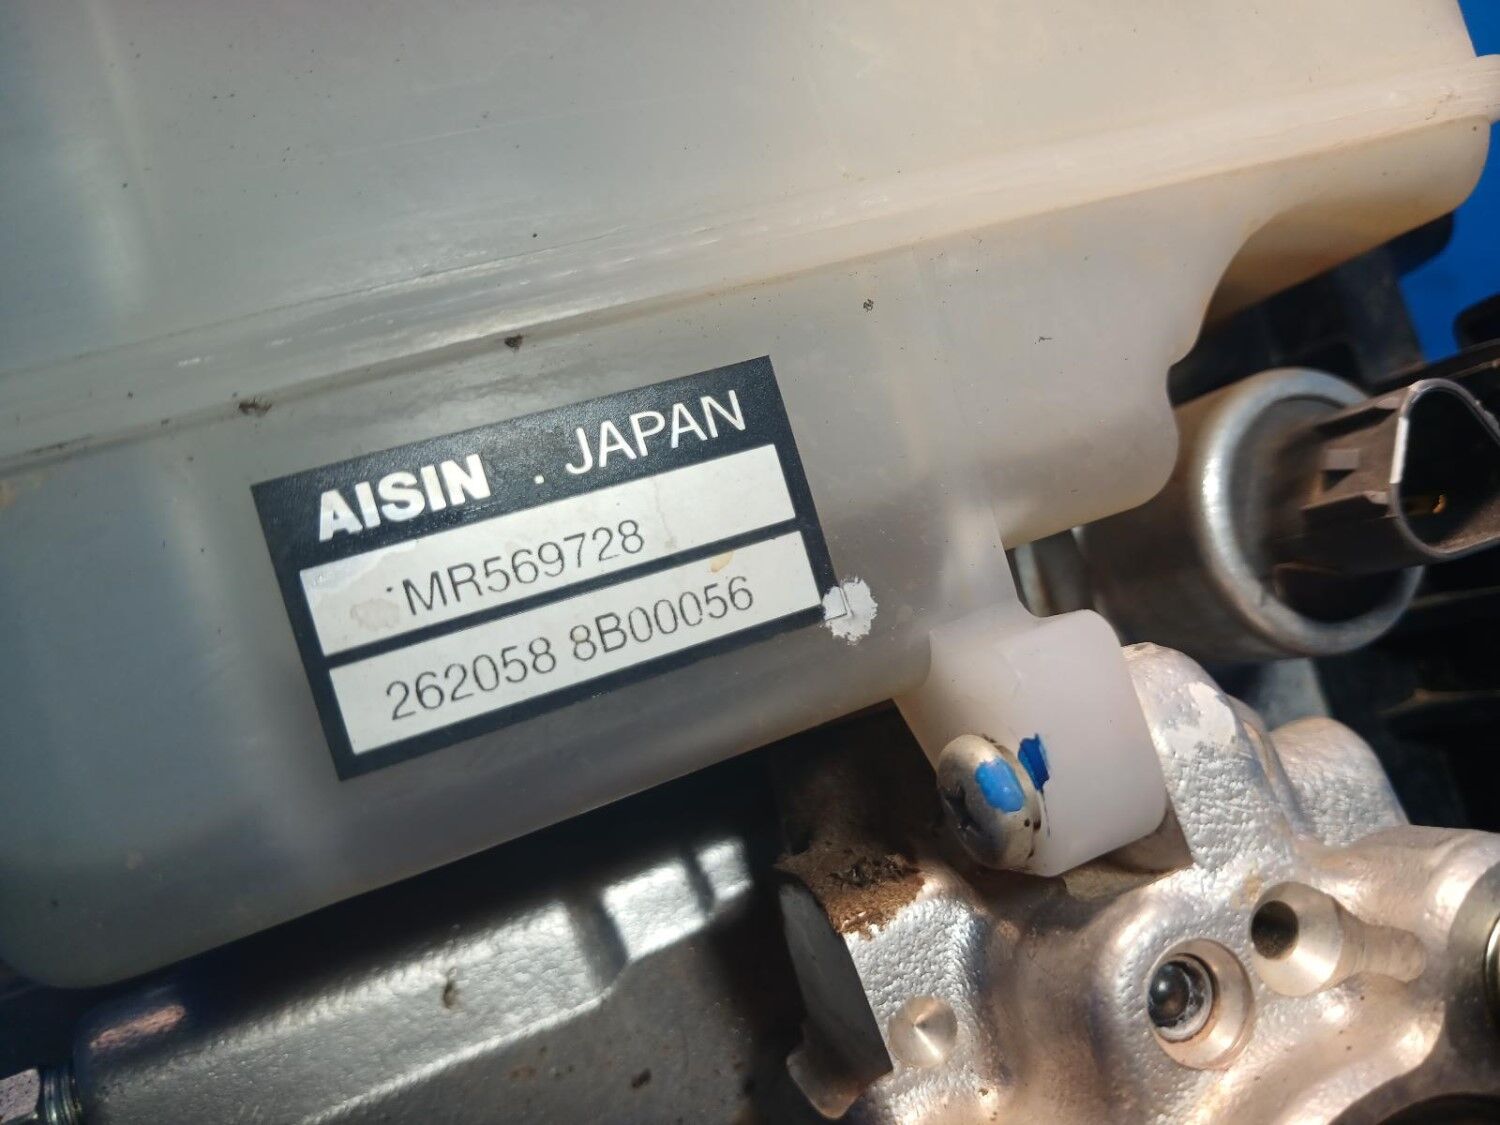 AISIN . JAPAN
MR569728
262058 8B00056